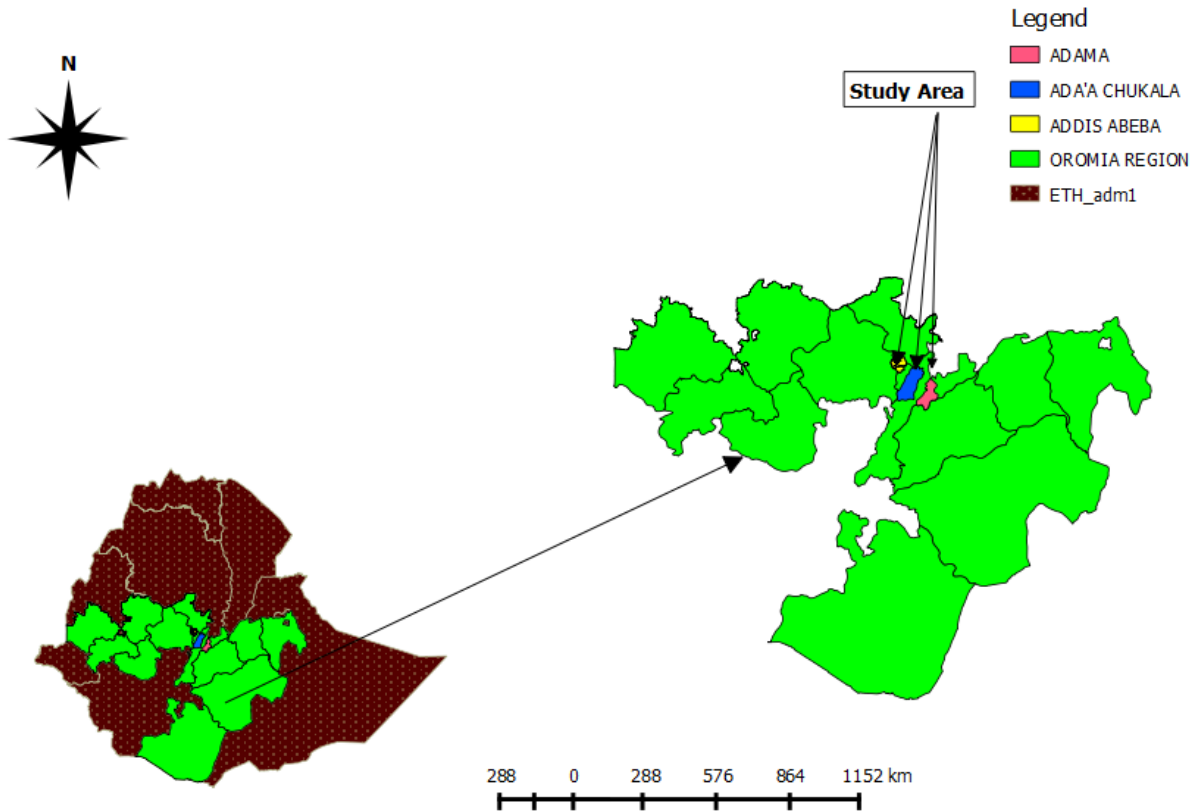 Legend
ADAMA
ADA'A CHUKALA
ADDIS ABEBA
OROMIA REGION
ETH_adm1
N
Study Area
288 0 288 576 864 1152 km